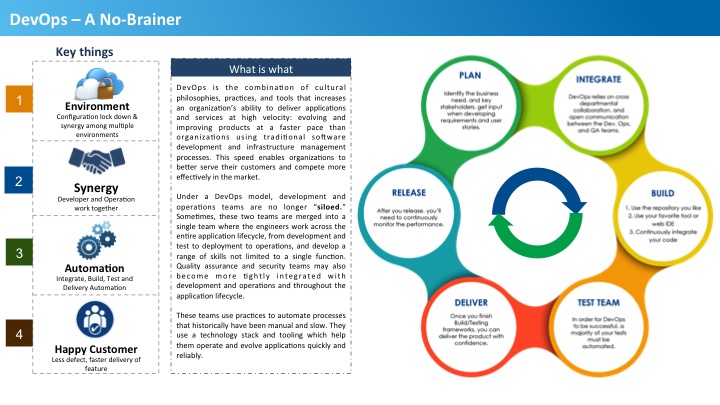 DevOps – A No-Brainer
Key things
1
Environment
Configuration lock down &
synergy among multiple
environments
2
Synergy
Developer and Operation
work together
3
Automation
Integrate, Build, Test and
Delivery Automation
4
Happy Customer
Less defect, faster delivery of
feature
What is what
DevOps is the combination of cultural
philosophies, practices, and tools that increases
an organization's ability to deliver applications
and services at high velocity: evolving and
improving products at a faster pace than
organizations using traditional software
development and infrastructure management
processes. This speed enables organizations to
better serve their customers and compete more
effectively in the market.
Under a DevOps model, development and
operations teams are no longer “siloed.”
Sometimes, these two teams are merged into a
single team where the engineers work across the
entire application lifecycle, from development and
test to deployment to operations, and develop a
range of skills not limited to a single function.
Quality assurance and security teams may also
become more tightly integrated with
development and operations and throughout the
application lifecycle.
These teams use practices to automate processes
that historically have been manual and slow. They
use a technology stack and tooling which help
them operate and evolve applications quickly and
reliably.
PLAN
Identify the business
need, and key
stakeholders, get input
when developing
requirements and user
stories.
INTEGRATE
DevOps relies on cross
departmental
collaboration, and
open communication
between the Dev, Ops,
and QA teams.
BUILD
1. Use the repository you like
2. Use your favorite tool or
web IDE
3. Continuously integrate
your code
TEST TEAM
In order for DevOps
to be successful, a
majority of your tests
must be
automated.
DELIVER
Once you finish
Build/Testing
frameworks, you can
deliver the product with
confidence.
RELEASE
After you release, you'll
need to continuously
monitor the performance.